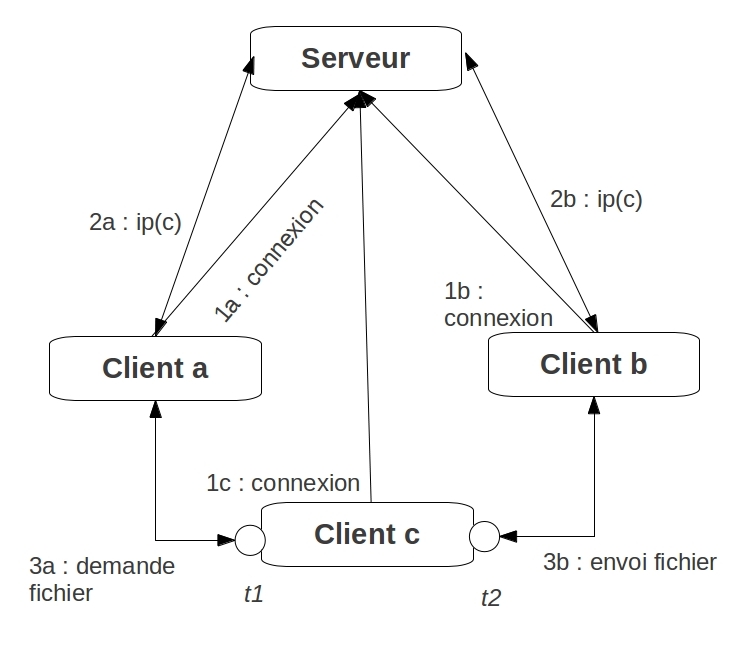 Serveur
2a : ip(c)
2b : ip(c)
1a : connexion
1b :
connexion
Client a
Client b
1c : connexion
Client c
3a : demande
fichier
3b : envoi fichier
t1
t2